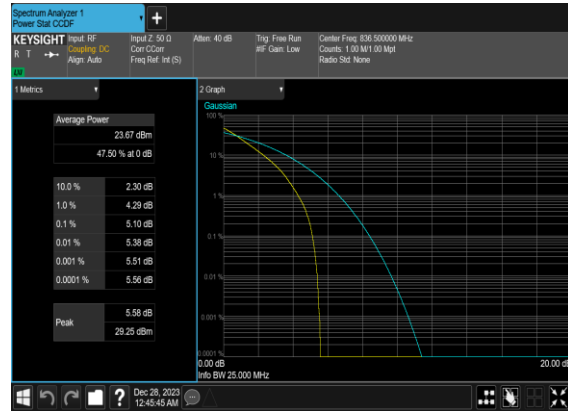 Spectrum Analyzer 1
Power Stat CCDF
+
KEYSIGHT
R T
LXI
Input: RF
Coupling: DC
Align: Auto
Input Z: 50 Ω
Corr CCorr
Freq Ref: Int (S)
Atten: 40 dB
Trig: Free Run
#IF Gain: Low
Center Freq: 836.500000 MHz
Counts: 1.00 M/1.00 Mpt
Radio Std: None
1 Metrics
Average Power
23.67 dBm
47.50 % at 0 dB
10.0 % 2.30 dB
1.0 % 4.29 dB
0.1 % 5.10 dB
0.01 % 5.38 dB
0.001 % 5.51 dB
0.0001 % 5.56 dB
Peak
5.58 dB
29.25 dBm
2 Graph
Gaussian
100 %
10 %
1 %
0.1 %
0.01 %
0.001 %
0.0001 %
0.00 dB
20.00 dB
Info BW 25.000 MHz
?
Dec 28, 2023
12:45:45 AM